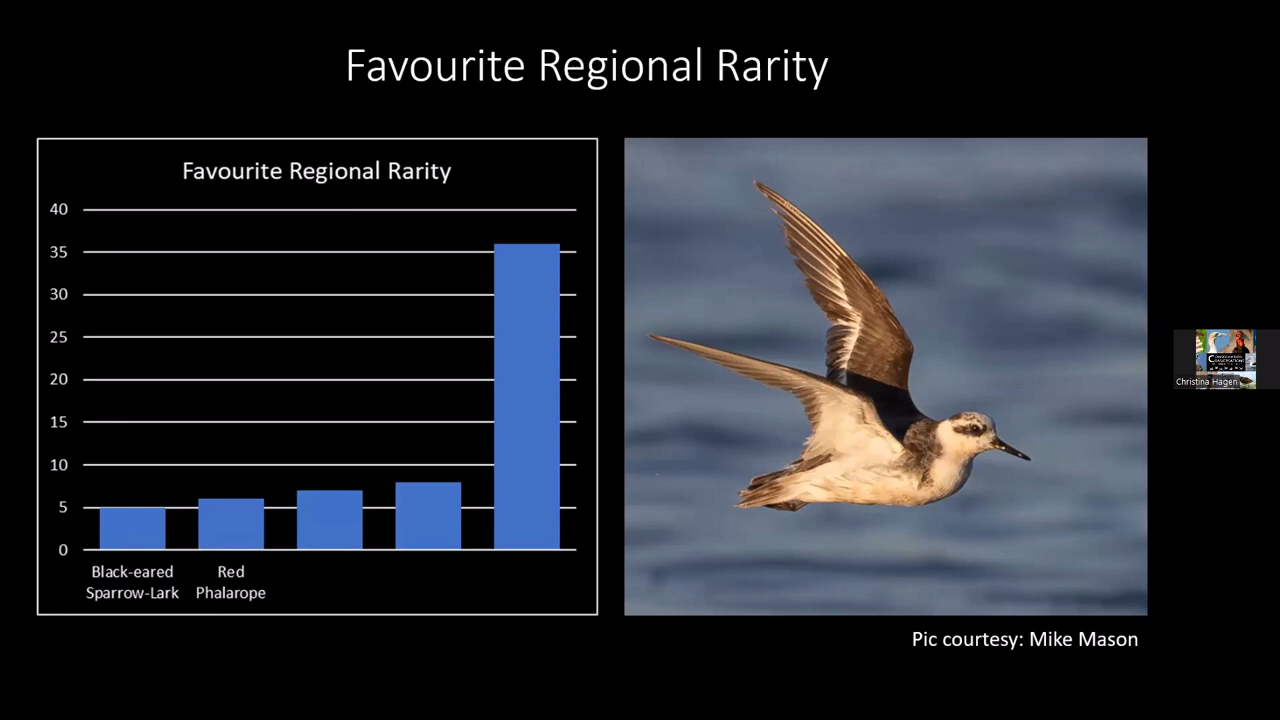 Favourite Regional Rarity
Favourite Regional Rarity
40
35
30
25
20
15
10
5
0
Black-eared
Sparrow-Lark
Red
Phalarope
Pic courtesy: Mike Mason
Christina Hagen